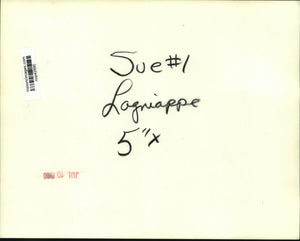 Sue #1
Lagniappe
5" x